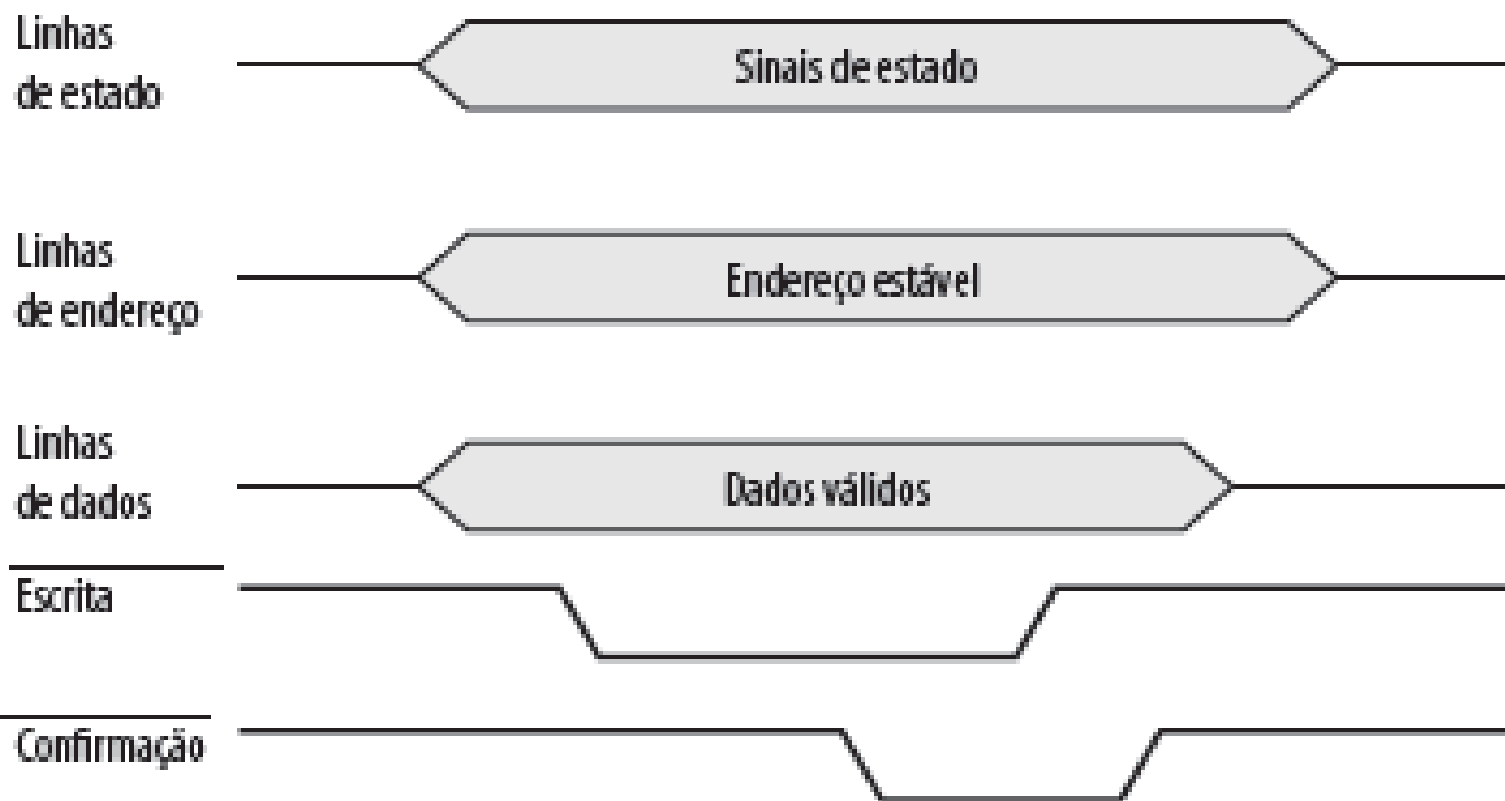 Linhas
de estado
Sinais de estado
Linhas
de endereço
Endereço estável
Linhas
de dados
Dados válidos
Escrita
Confirmação